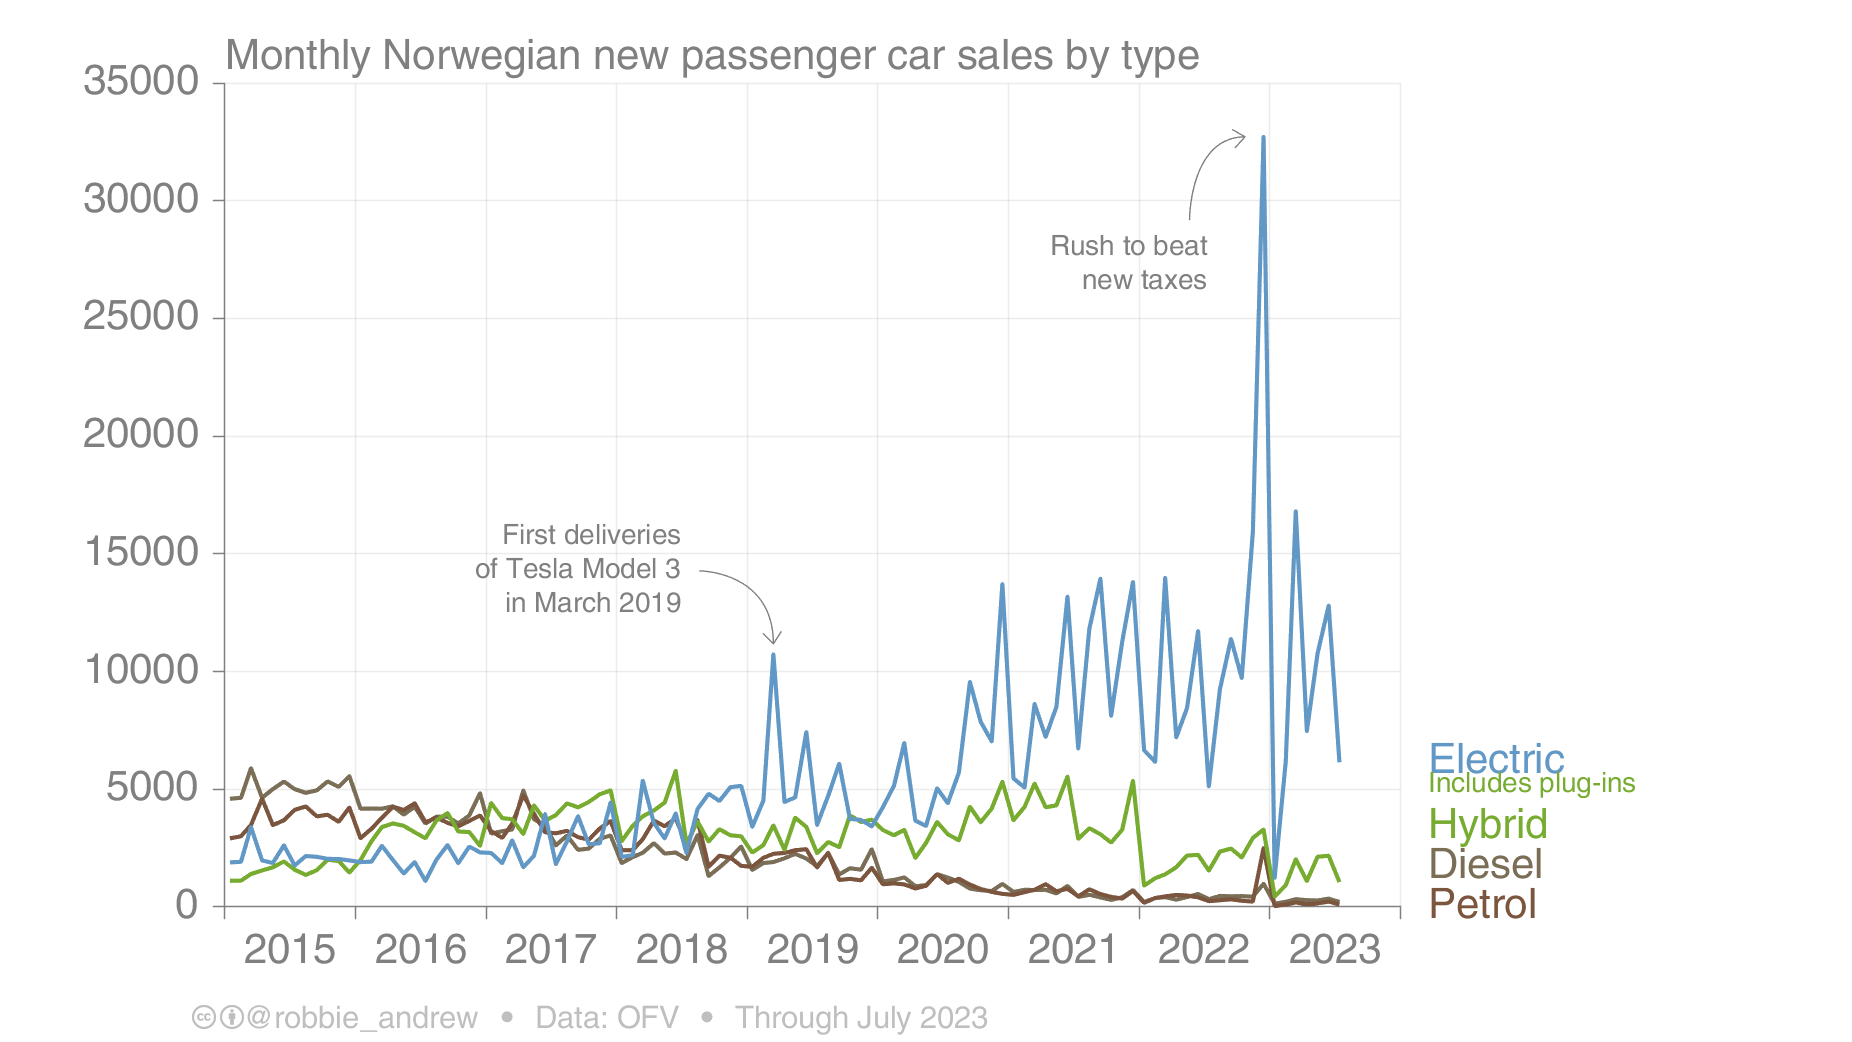 Monthly Norwegian new passenger car sales by type
35000
30000
25000
20000
15000
10000
5000
0
Rush to beat
new taxes
First deliveries
of Tesla Model 3
in March 2019
Electric
Includes plug-ins
Hybrid
Diesel
Petrol
2015 2016 2017 2018 2019 2020 2021 2022 2023
cc @robbie_andrew • Data: OFV • Through July 2023